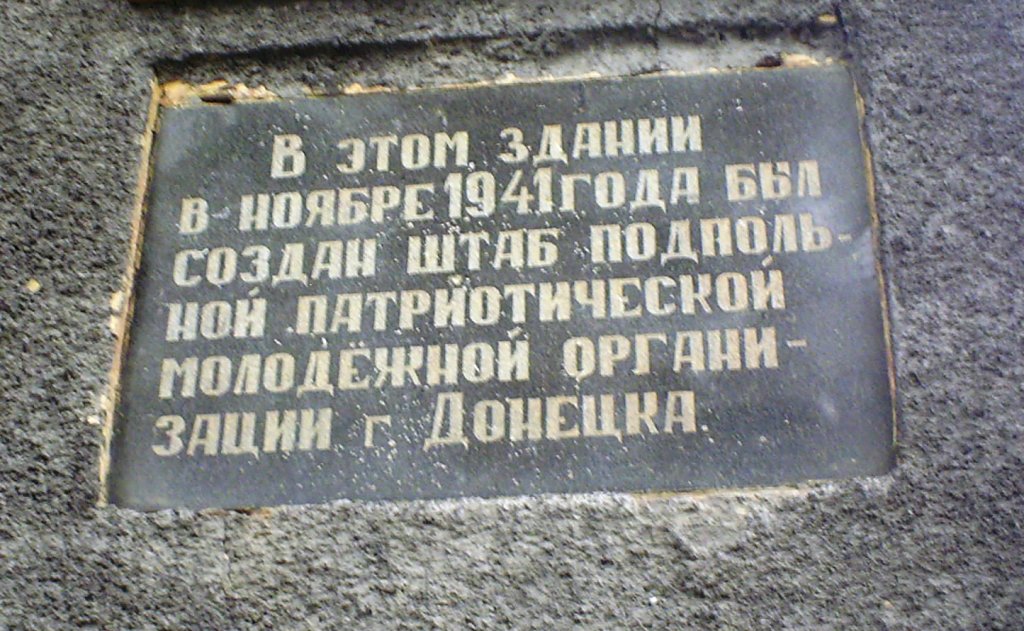 В этом здании
в ноябре 1941 года был
создан штаб подполь-
ной патриотической
молодёжной органи-
зации г. Донецка.